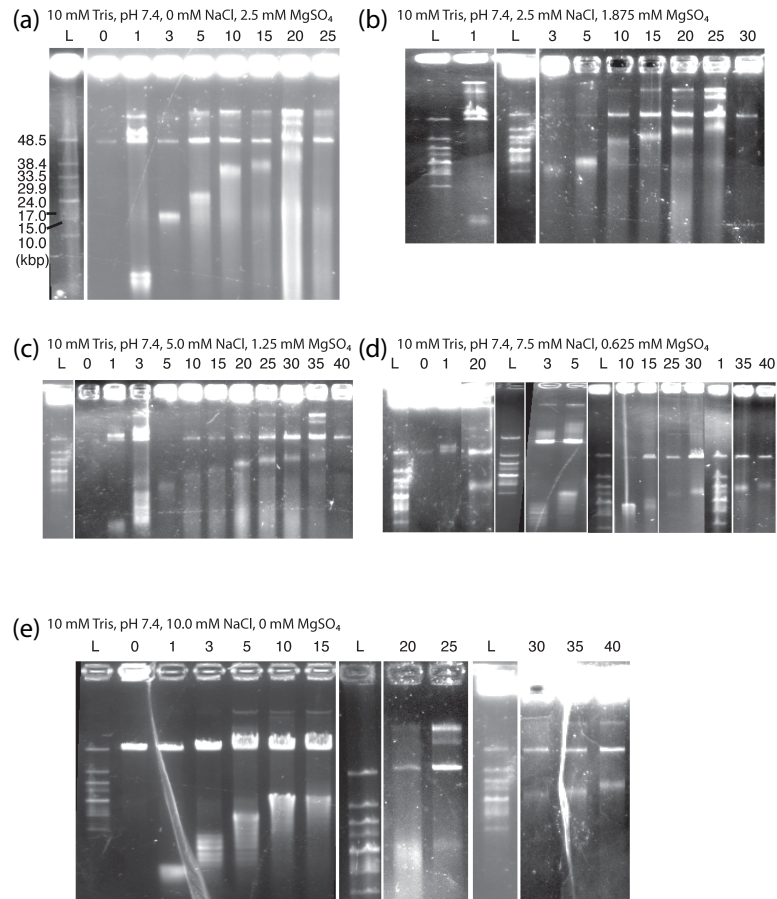 (a) 10 mM Tris, pH 7.4, 0 mM NaCl, 2.5 mM MgSO₄
L 0 1 3 5 10 15 20 25
48.5
38.4
33.5
29.9
24.0
17.0
15.0
10.0
(kbp)
(b) 10 mM Tris, pH 7.4, 2.5 mM NaCl, 1.875 mM MgSO₄
L 1 L 3 5 10 15 20 25 30
(c) 10 mM Tris, pH 7.4, 5.0 mM NaCl, 1.25 mM MgSO₄
L 0 1 3 5 10 15 20 25 30 35 40
(d) 10 mM Tris, pH 7.4, 7.5 mM NaCl, 0.625 mM MgSO₄
L 0 1 20 L 3 5 L 10 15 25 30 1 35 40
(e) 10 mM Tris, pH 7.4, 10.0 mM NaCl, 0 mM MgSO₄
L 0 1 3 5 10 15 L 20 25 L 30 35 40